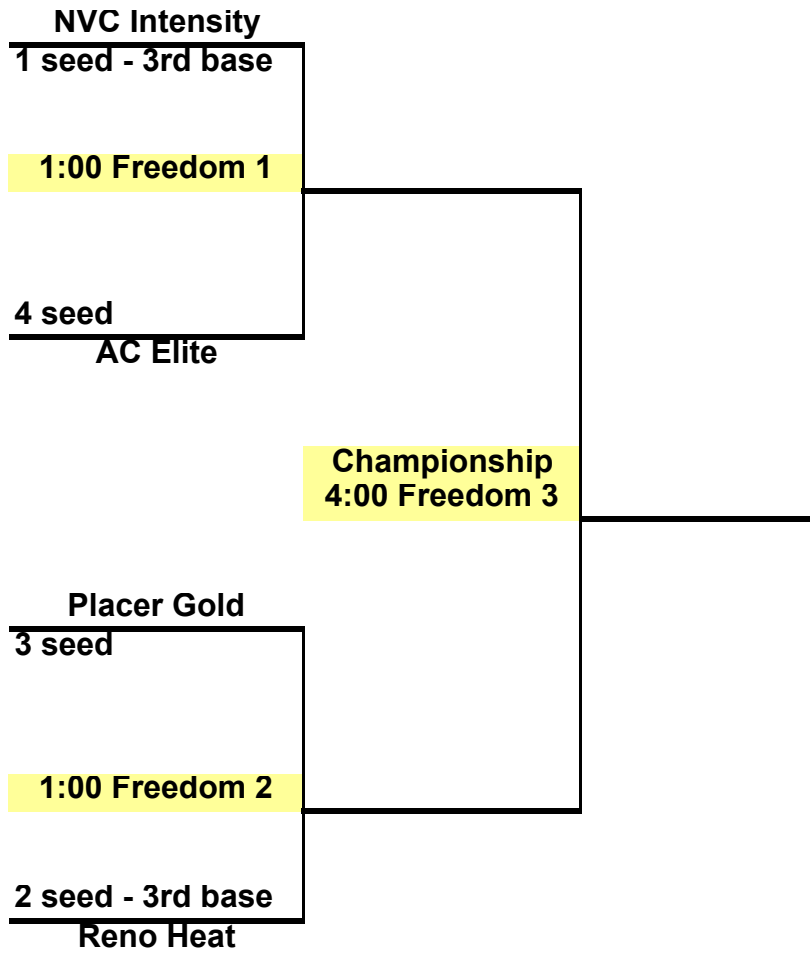 NVC Intensity
1 seed - 3rd base
1:00 Freedom 1
4 seed
AC Elite
Championship
4:00 Freedom 3
Placer Gold
3 seed
1:00 Freedom 2
2 seed - 3rd base
Reno Heat